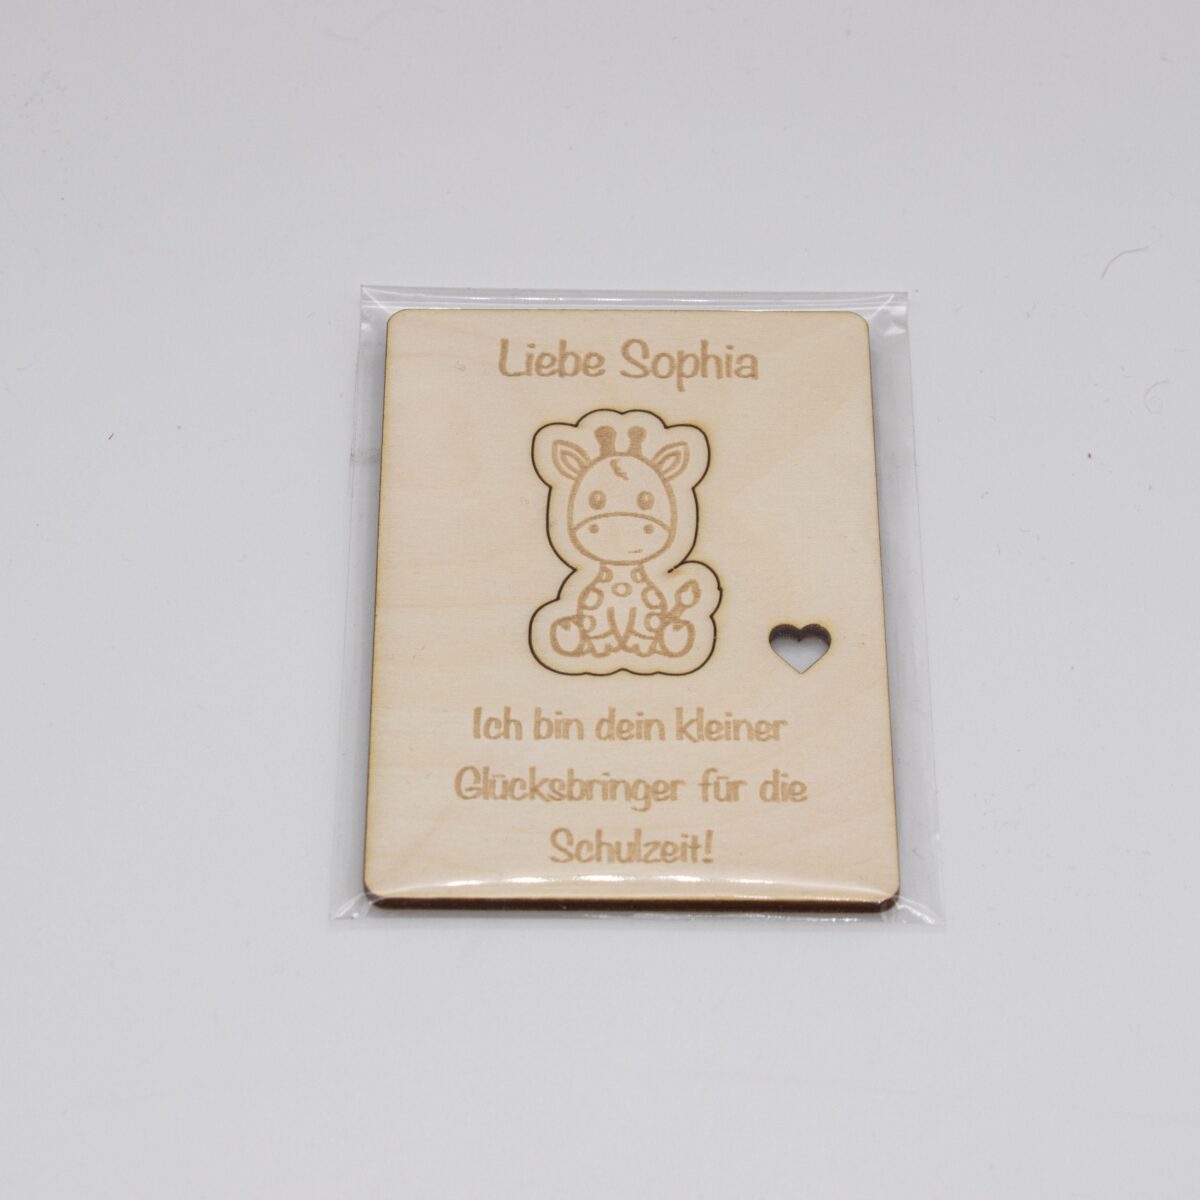 Liebe Sophia
Ich bin dein kleiner
Glücksbringer für die
Schulzeit!